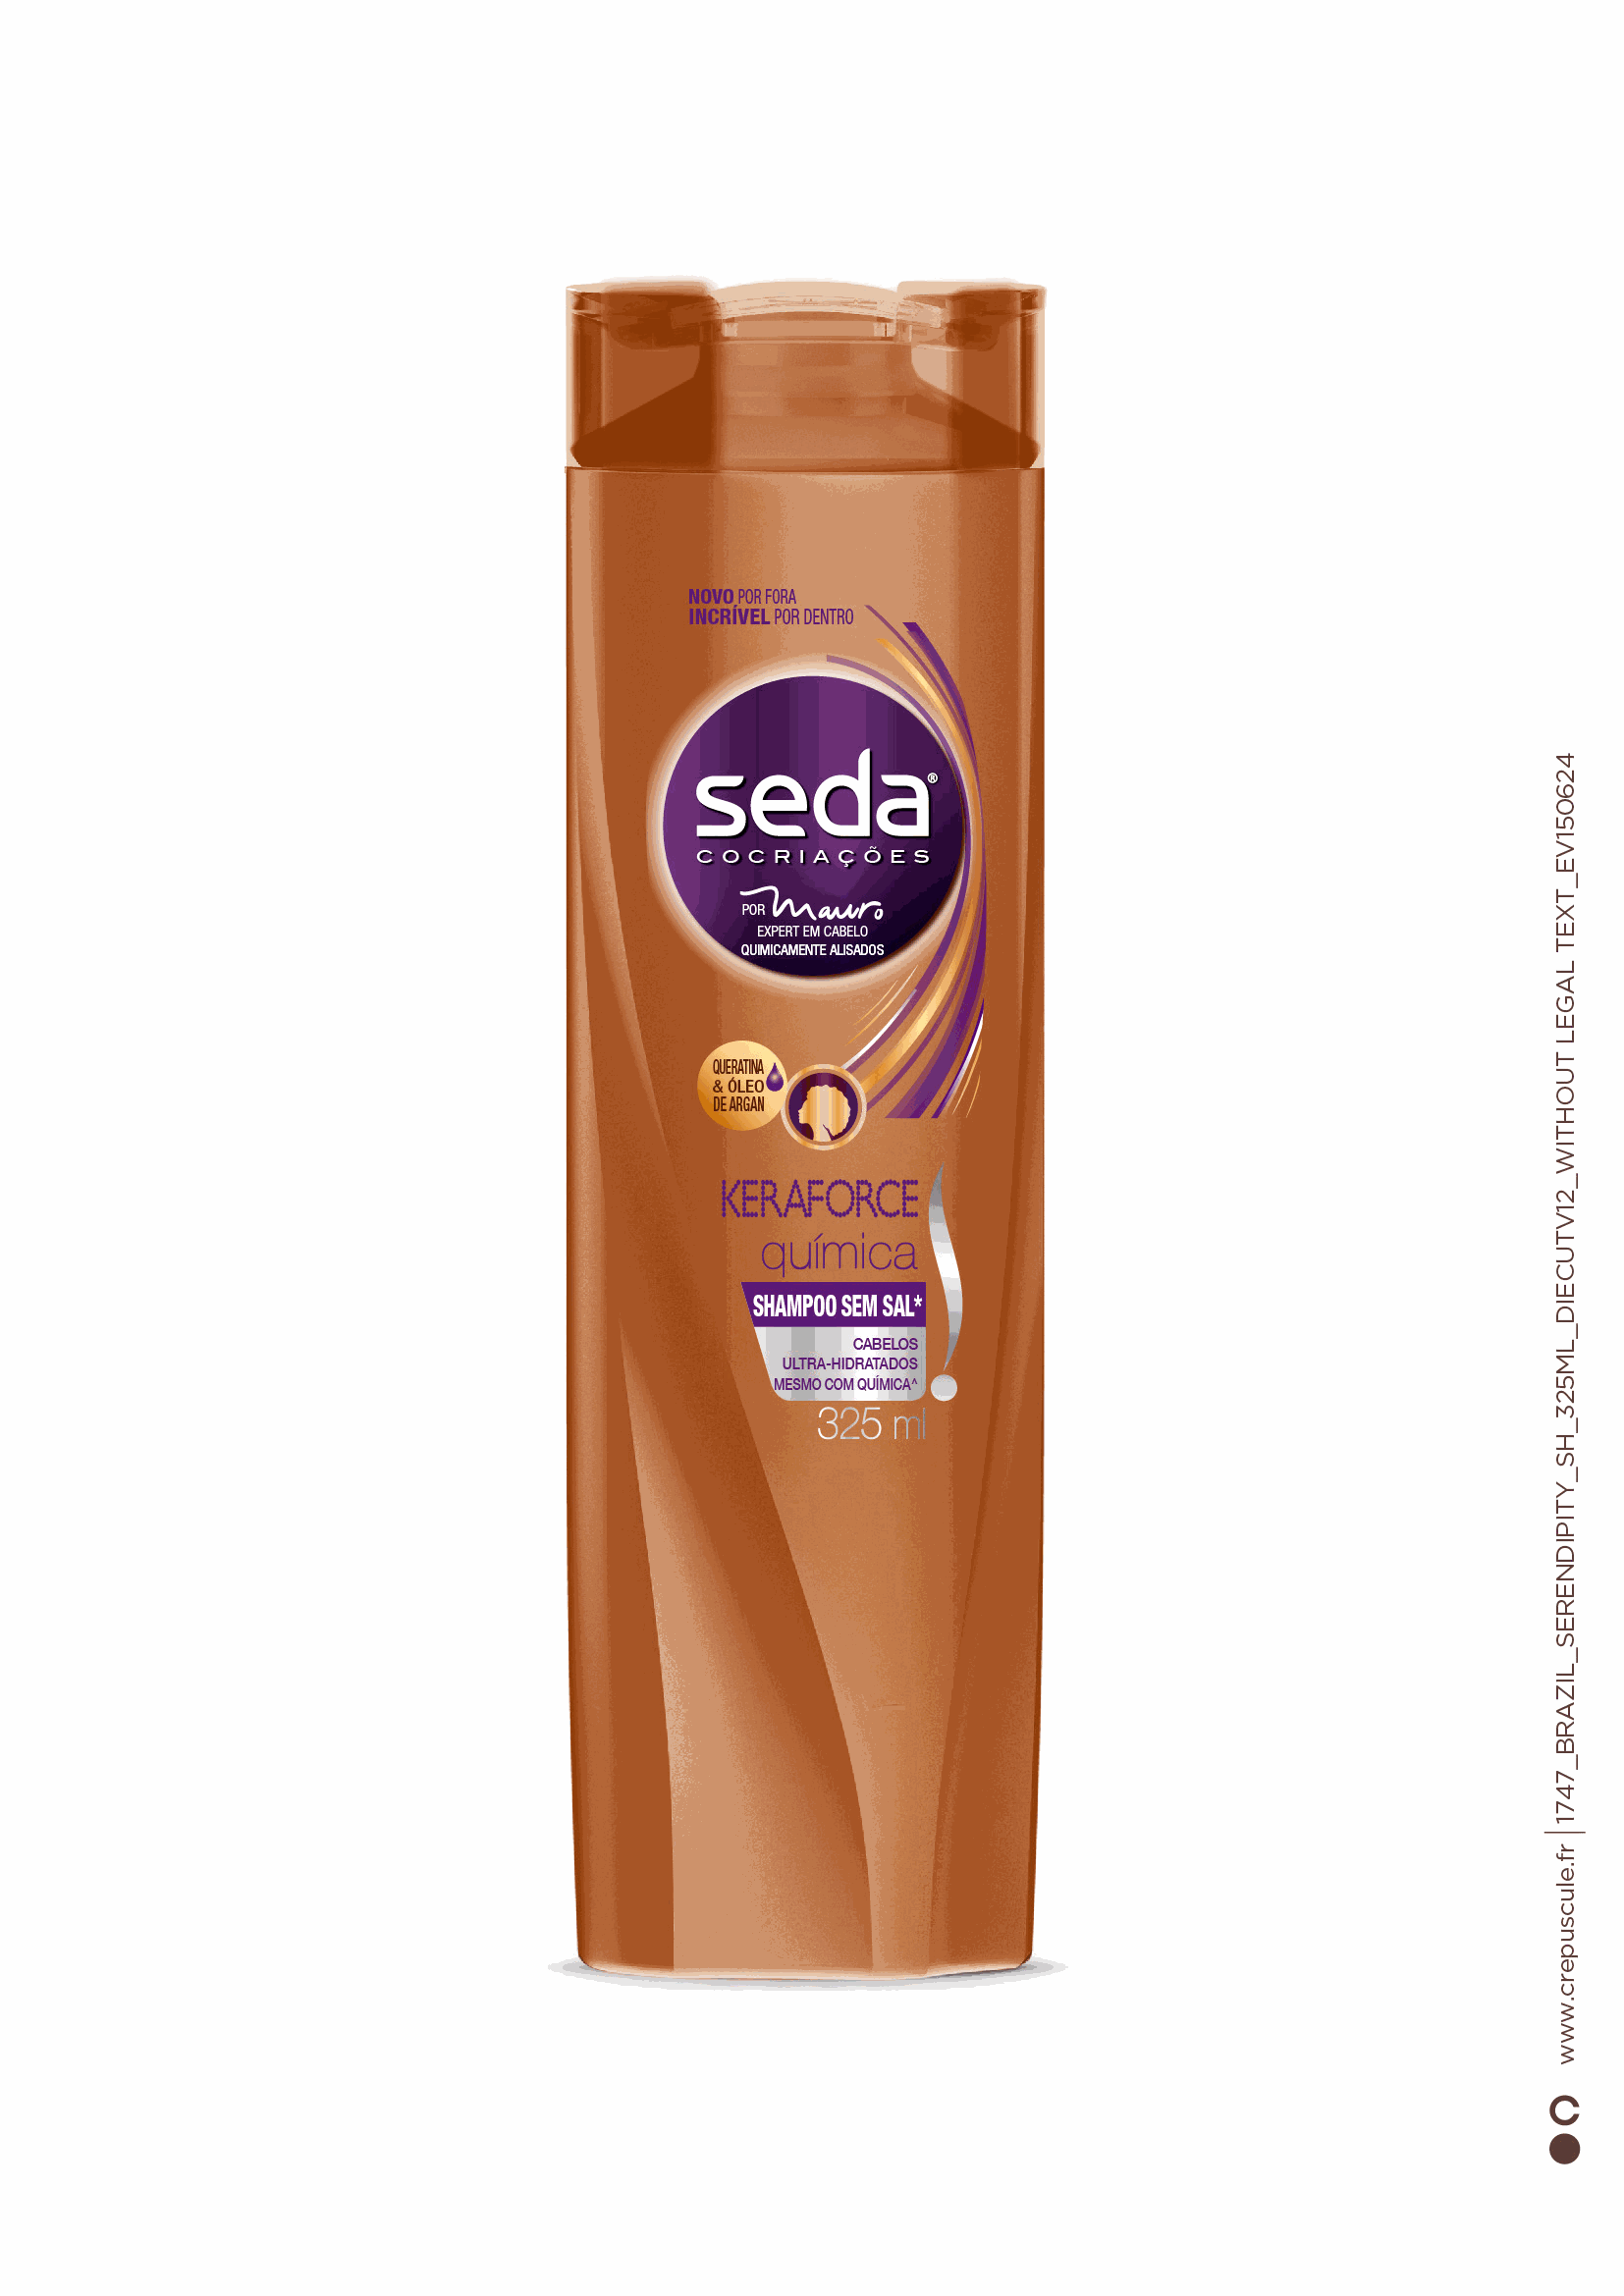 NOVO POR FORA
INCRÍVEL POR DENTRO
seda®
COCRIAÇÕES
POR Mauro
EXPERT EM CABELO
QUIMICAMENTE ALISADOS
QUERATINA
& ÓLEO
DE ARGAN
KERAFORCE
química
SHAMPOO SEM SAL*
CABELOS
ULTRA-HIDRATADOS
MESMO COM QUÍMICA^
325 ml
C www.crepuscule.fr | 1747_BRAZIL_SERENDIPITY_SH_325ML_DIECUTV12_WITHOUT LEGAL TEXT_EV150624